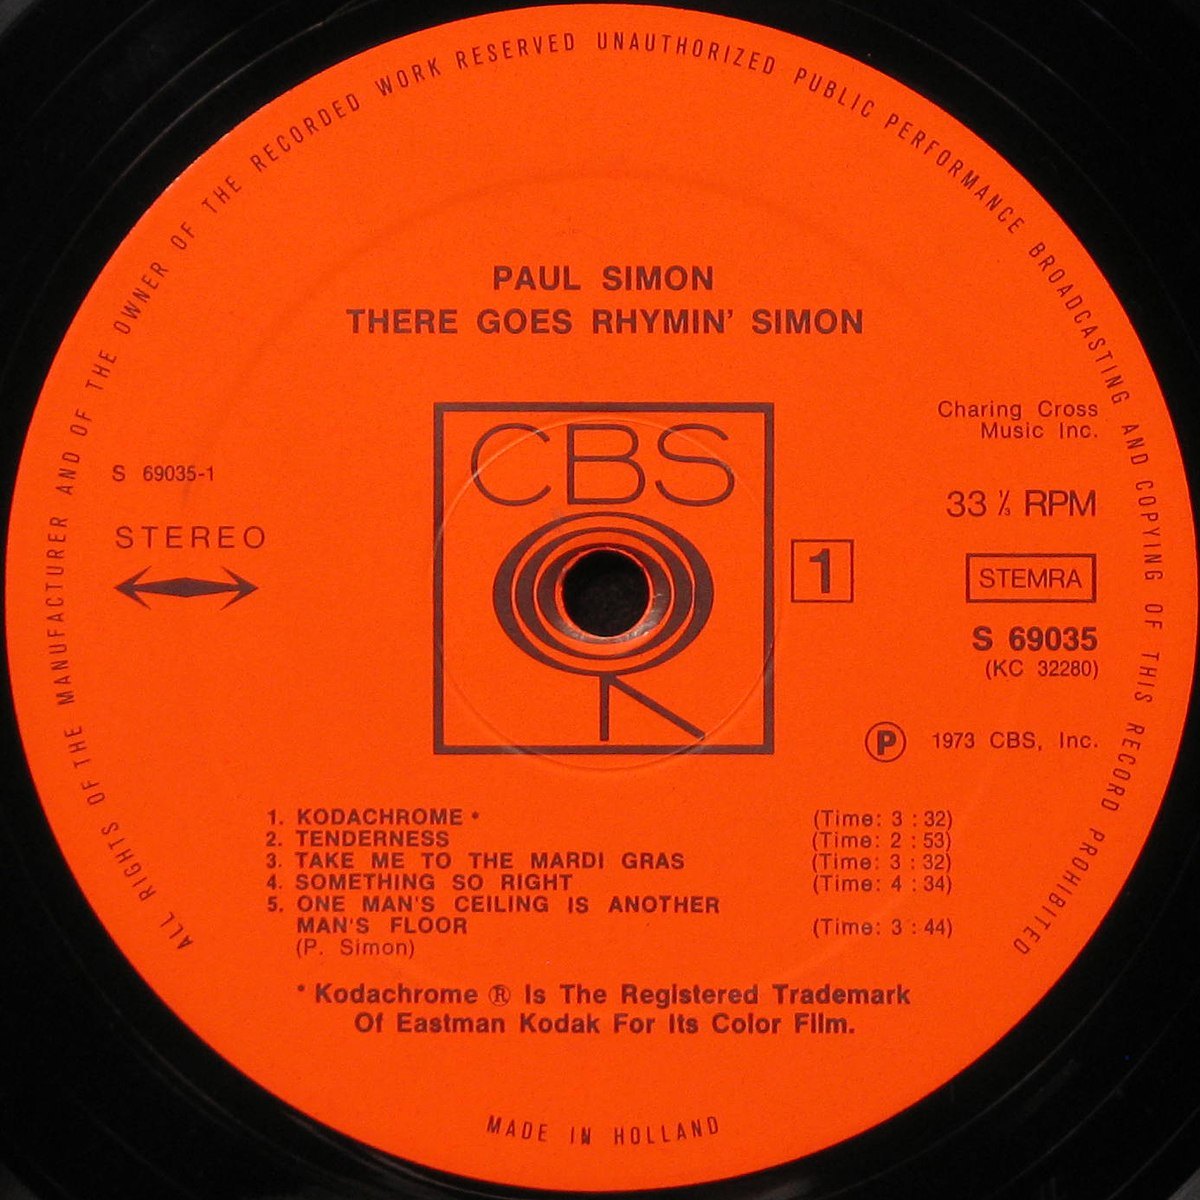 ALL RIGHTS OF THE MANUFACTURER AND OF THE OWNER OF THE RECORDED WORK RESERVED UNAUTHORIZED PUBLIC PERFORMANCE BROADCASTING AND COPYING OF THIS RECORD PROHIBITED
PAUL SIMON
THERE GOES RHYMIN' SIMON
CBS
Charing Cross
Music Inc.
S 69035-1
33 ⅓ RPM
STEREO
1
STEMRA
S 69035
(KC 32280)
Ⓟ 1973 CBS, Inc.
1. KODACHROME * (Time: 3 : 32)
2. TENDERNESS (Time: 2 : 53)
3. TAKE ME TO THE MARDI GRAS (Time: 3 : 32)
4. SOMETHING SO RIGHT (Time: 4 : 34)
5. ONE MAN'S CEILING IS ANOTHER
MAN'S FLOOR (Time: 3 : 44)
(P. Simon)
* Kodachrome ® Is The Registered Trademark
Of Eastman Kodak For Its Color Film.
MADE IN HOLLAND